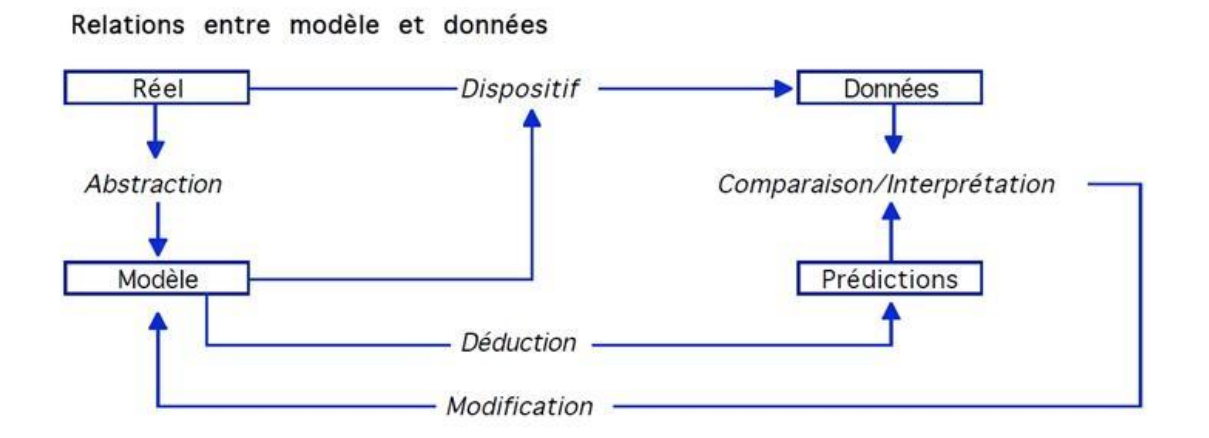 Relations entre modèle et données
Réel
Dispositif
Données
Abstraction
Comparaison/Interprétation
Modèle
Prédictions
Déduction
Modification